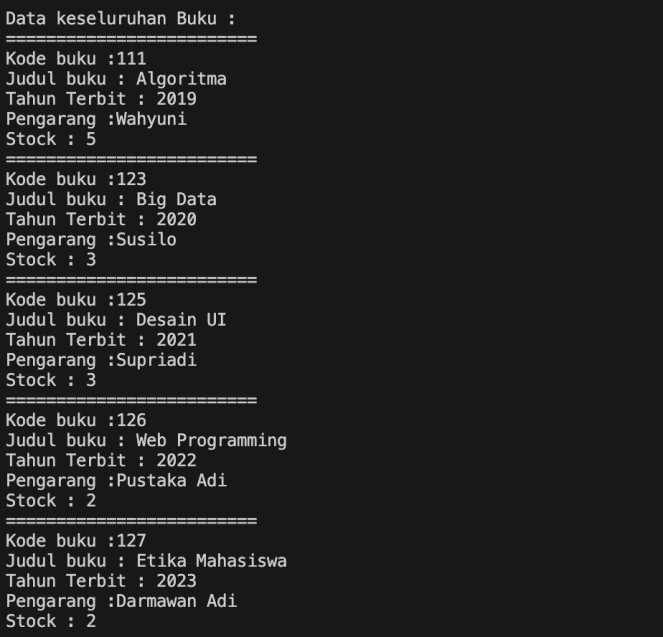 Data keseluruhan Buku :
=========================
Kode buku :111
Judul buku : Algoritma
Tahun Terbit : 2019
Pengarang :Wahyuni
Stock : 5
=========================
Kode buku :123
Judul buku : Big Data
Tahun Terbit : 2020
Pengarang :Susilo
Stock : 3
=========================
Kode buku :125
Judul buku : Desain UI
Tahun Terbit : 2021
Pengarang :Supriadi
Stock : 3
=========================
Kode buku :126
Judul buku : Web Programming
Tahun Terbit : 2022
Pengarang :Pustaka Adi
Stock : 2
=========================
Kode buku :127
Judul buku : Etika Mahasiswa
Tahun Terbit : 2023
Pengarang :Darmawan Adi
Stock : 2